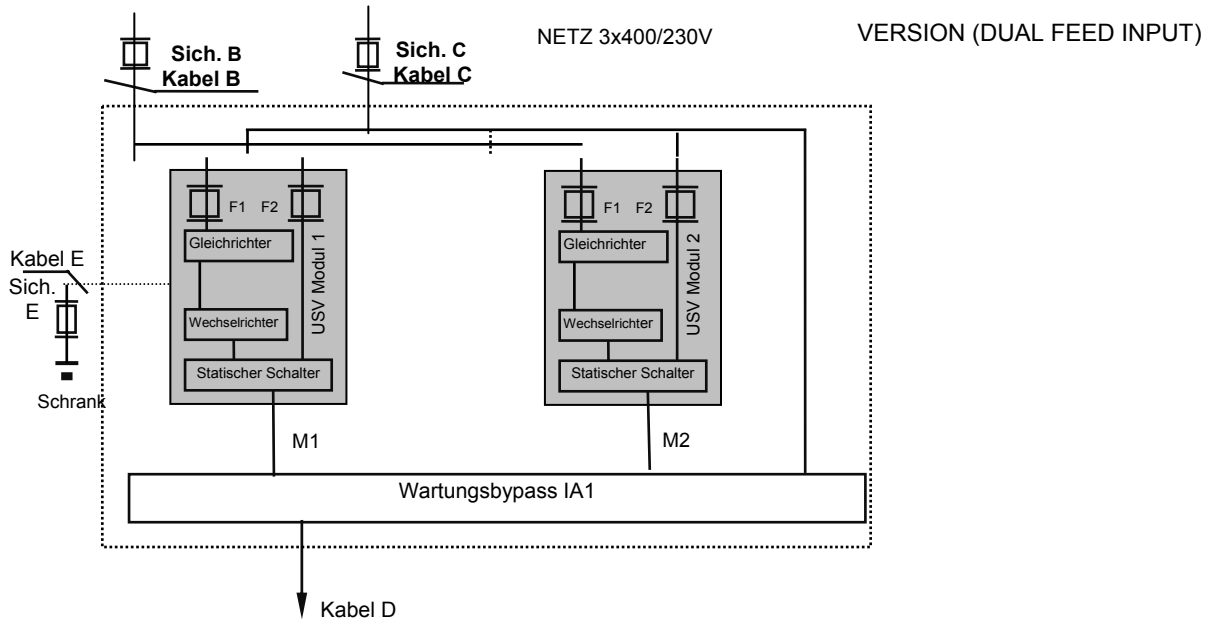 NETZ 3x400/230V
VERSION (DUAL FEED INPUT)
Sich. B
Kabel B
Sich. C
Kabel C
F1 F2
Gleichrichter
Wechselrichter
Statischer Schalter
USV Modul 1
F1 F2
Gleichrichter
Wechselrichter
Statischer Schalter
USV Modul 2
Kabel E
Sich.
E
Schrank
M1
M2
Wartungsbypass IA1
Kabel D